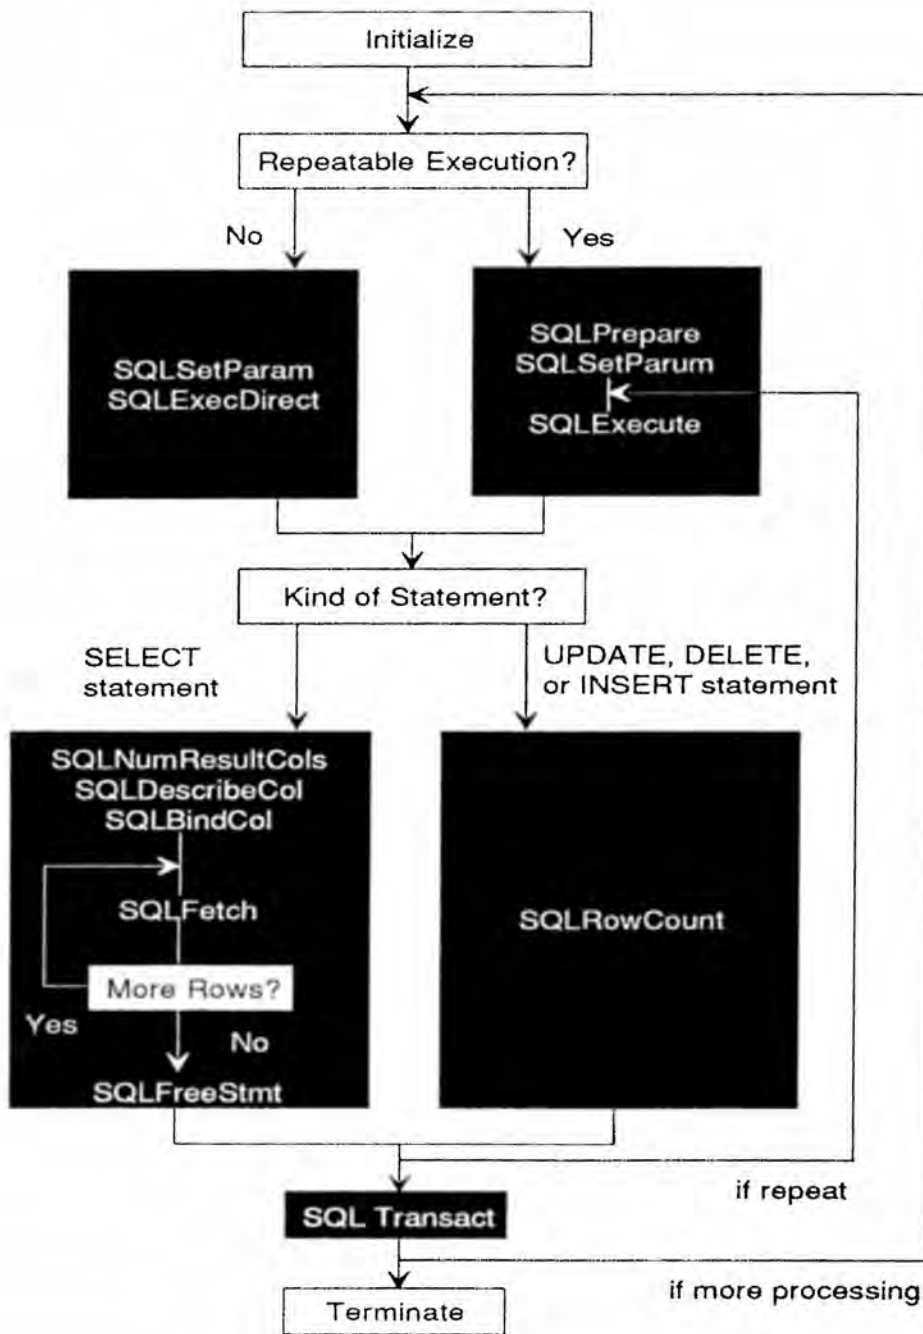 Initialize
Repeatable Execution?
No
Yes
SQLSetParam
SQLExecDirect
SQLPrepare
SQLSetParum
SQLExecute
Kind of Statement?
SELECT
statement
UPDATE, DELETE,
or INSERT statement
SQLNumResultCols
SQLDescribeCol
SQLBindCol
SQLFetch
More Rows?
Yes
No
SQLFreeStmt
SQLRowCount
if repeat
SQL Transact
if more processing
Terminate